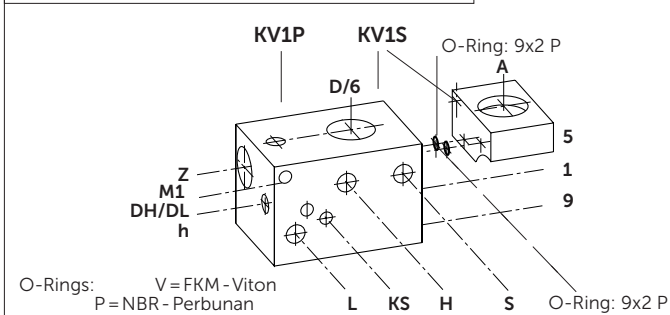 KV1P KV1S
O-Ring: 9x2 P
A
D/6
5
Z
1
M1
DH/DL
9
h
O-Rings: V = FKM - Viton
P = NBR - Perbunan
L KS H S O-Ring: 9x2 P